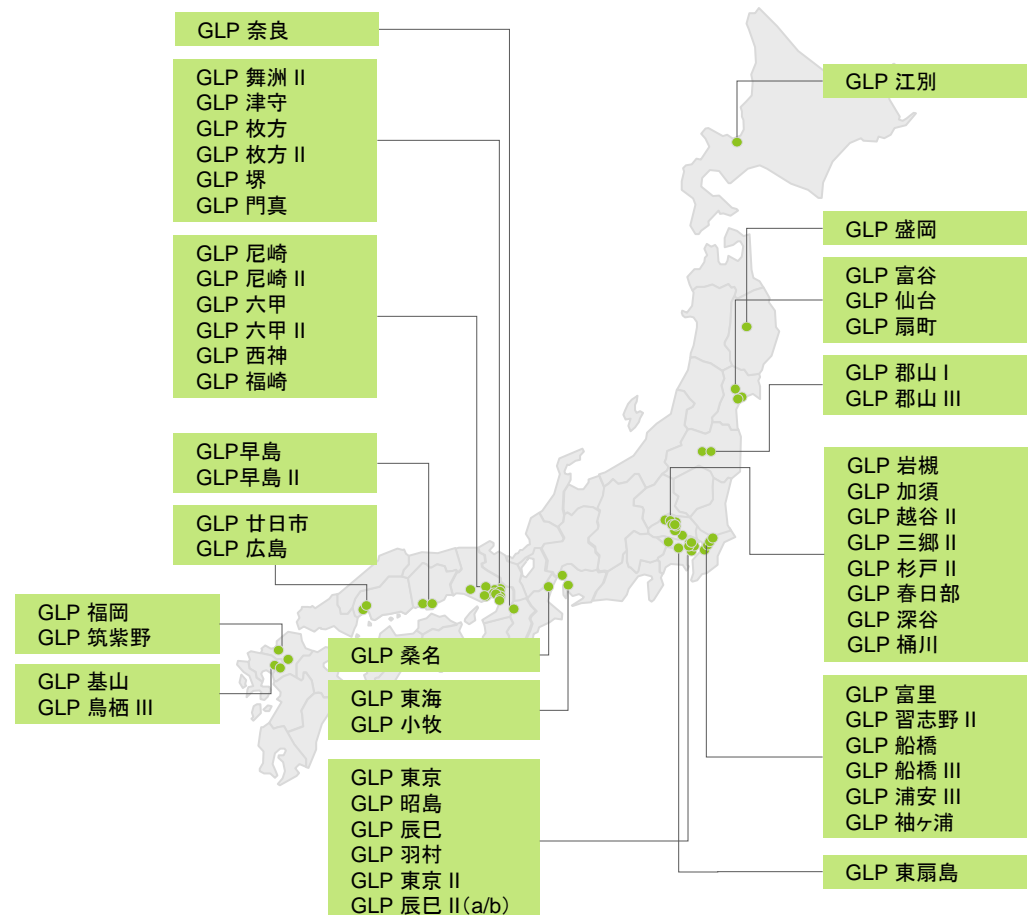 GLP 奈良
GLP 舞洲 II
GLP 津守
GLP 枚方
GLP 枚方 II
GLP 堺
GLP 門真
GLP 尼崎
GLP 尼崎 II
GLP 六甲
GLP 六甲 II
GLP 西神
GLP 福崎
GLP早島
GLP早島 II
GLP 廿日市
GLP 広島
GLP 福岡
GLP 筑紫野
GLP 基山
GLP 鳥栖 III
GLP 桑名
GLP 東海
GLP 小牧
GLP 東京
GLP 昭島
GLP 辰巳
GLP 羽村
GLP 東京 II
GLP 辰巳 II(a/b)
GLP 江別
GLP 盛岡
GLP 富谷
GLP 仙台
GLP 扇町
GLP 郡山 I
GLP 郡山 III
GLP 岩槻
GLP 加須
GLP 越谷 II
GLP 三郷 II
GLP 杉戸 II
GLP 春日部
GLP 深谷
GLP 桶川
GLP 富里
GLP 習志野 II
GLP 船橋
GLP 船橋 III
GLP 浦安 III
GLP 袖ヶ浦
GLP 東扇島